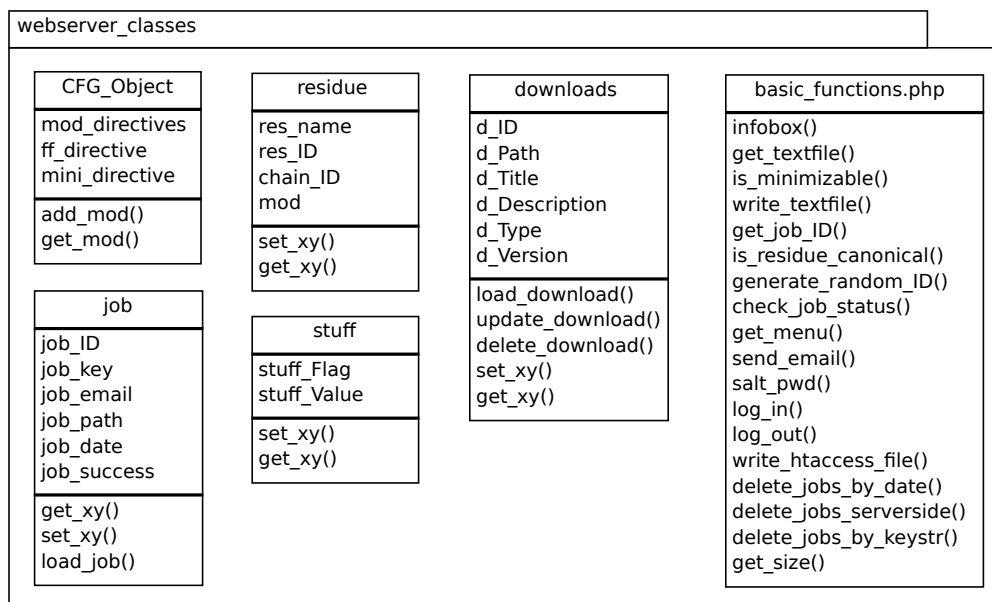 webserver_classes
CFG_Object
mod_directives
ff_directive
mini_directive
add_mod()
get_mod()
job
job_ID
job_key
job_email
job_path
job_date
job_success
get_xy()
set_xy()
load_job()
residue
res_name
res_ID
chain_ID
mod
set_xy()
get_xy()
stuff
stuff_Flag
stuff_Value
set_xy()
get_xy()
downloads
d_ID
d_Path
d_Title
d_Description
d_Type
d_Version
load_download()
update_download()
delete_download()
set_xy()
get_xy()
basic_functions.php
infobox()
get_textfile()
is_minimizable()
write_textfile()
get_job_ID()
is_residue_canonical()
generate_random_ID()
check_job_status()
get_menu()
send_email()
salt_pwd()
log_in()
log_out()
write_htaccess_file()
delete_jobs_by_date()
delete_jobs_serverside()
delete_jobs_by_keystr()
get_size()